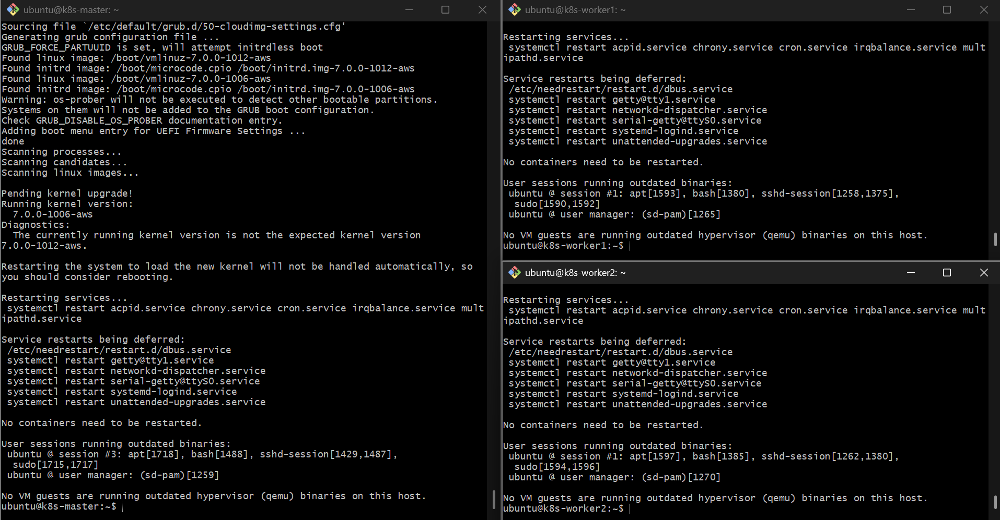 ubuntu@k8s-master: ~
Sourcing file `/etc/default/grub.d/50-cloudimg-settings.cfg'
Generating grub configuration file ...
GRUB_FORCE_PARTUUID is set, will attempt initrdless boot
Found linux image: /boot/vmlinuz-7.0.0-1012-aws
Found initrd image: /boot/microcode.cpio /boot/initrd.img-7.0.0-1012-aws
Found linux image: /boot/vmlinuz-7.0.0-1006-aws
Found initrd image: /boot/microcode.cpio /boot/initrd.img-7.0.0-1006-aws
Warning: os-prober will not be executed to detect other bootable partitions.
Systems on them will not be added to the GRUB boot configuration.
Check GRUB_DISABLE_OS_PROBER documentation entry.
Adding boot menu entry for UEFI Firmware Settings ...
done
Scanning processes...
Scanning candidates...
Scanning linux images...
Pending kernel upgrade!
Running kernel version:
7.0.0-1006-aws
Diagnostics:
The currently running kernel version is not the expected kernel version
7.0.0-1012-aws.
Restarting the system to load the new kernel will not be handled automatically, so
you should consider rebooting.
Restarting services...
systemctl restart acpid.service chrony.service cron.service irqbalance.service mult
ipathd.service
Service restarts being deferred:
/etc/needrestart/restart.d/dbus.service
systemctl restart getty@tty1.service
systemctl restart networkd-dispatcher.service
systemctl restart serial-getty@ttyS0.service
systemctl restart systemd-logind.service
systemctl restart unattended-upgrades.service
No containers need to be restarted.
User sessions running outdated binaries:
ubuntu @ session #3: apt[1718], bash[1488], sshd-session[1429,1487],
sudo[1715,1717]
ubuntu @ user manager: (sd-pam)[1259]
No VM guests are running outdated hypervisor (qemu) binaries on this host.
ubuntu@k8s-master:~$
ubuntu@k8s-worker1: ~
Restarting services...
systemctl restart acpid.service chrony.service cron.service irqbalance.service mult
ipathd.service
Service restarts being deferred:
/etc/needrestart/restart.d/dbus.service
systemctl restart getty@tty1.service
systemctl restart networkd-dispatcher.service
systemctl restart serial-getty@ttyS0.service
systemctl restart systemd-logind.service
systemctl restart unattended-upgrades.service
No containers need to be restarted.
User sessions running outdated binaries:
ubuntu @ session #1: apt[1593], bash[1380], sshd-session[1258,1375],
sudo[1590,1592]
ubuntu @ user manager: (sd-pam)[1265]
No VM guests are running outdated hypervisor (qemu) binaries on this host.
ubuntu@k8s-worker1:~$
ubuntu@k8s-worker2: ~
Restarting services...
systemctl restart acpid.service chrony.service cron.service irqbalance.service mult
ipathd.service
Service restarts being deferred:
/etc/needrestart/restart.d/dbus.service
systemctl restart getty@tty1.service
systemctl restart networkd-dispatcher.service
systemctl restart serial-getty@ttyS0.service
systemctl restart systemd-logind.service
systemctl restart unattended-upgrades.service
No containers need to be restarted.
User sessions running outdated binaries:
ubuntu @ session #1: apt[1597], bash[1385], sshd-session[1262,1380],
sudo[1594,1596]
ubuntu @ user manager: (sd-pam)[1270]
No VM guests are running outdated hypervisor (qemu) binaries on this host.
ubuntu@k8s-worker2:~$